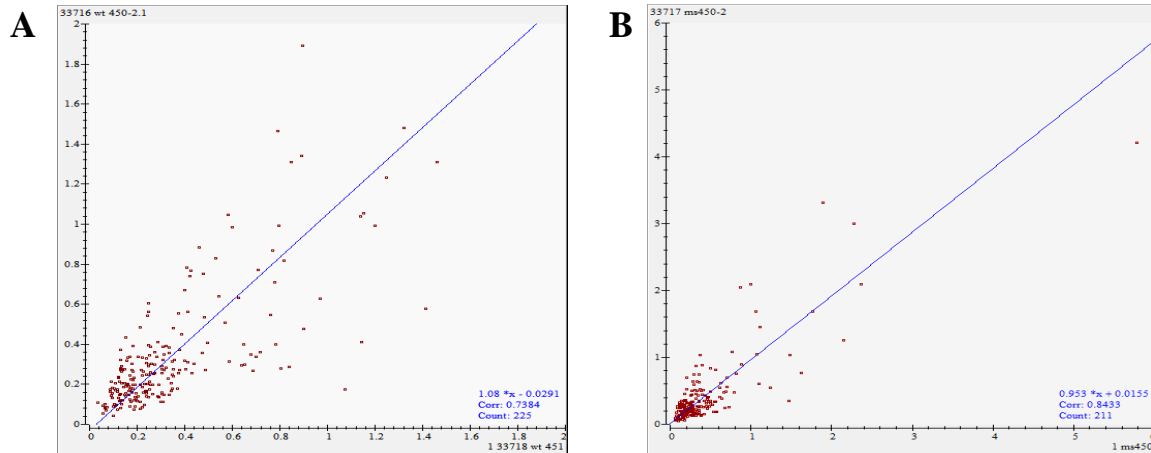 A
33716 wt 450-2.1
2
1.8
1.6
1.4
1.2
1
0.8
0.6
0.4
0.2
0
0 0.2 0.4 0.6 0.8 1 1.2 1.4 1.6 1.8 2
1.08 *x - 0.0291
Corr: 0.7384
Count: 225
1 33718 wt 451
B
33717 ms450-2
6
5
4
3
2
1
0
0 1 2 3 4 5 6
0.953 *x + 0.0155
Corr: 0.8433
Count: 211
1 ms450